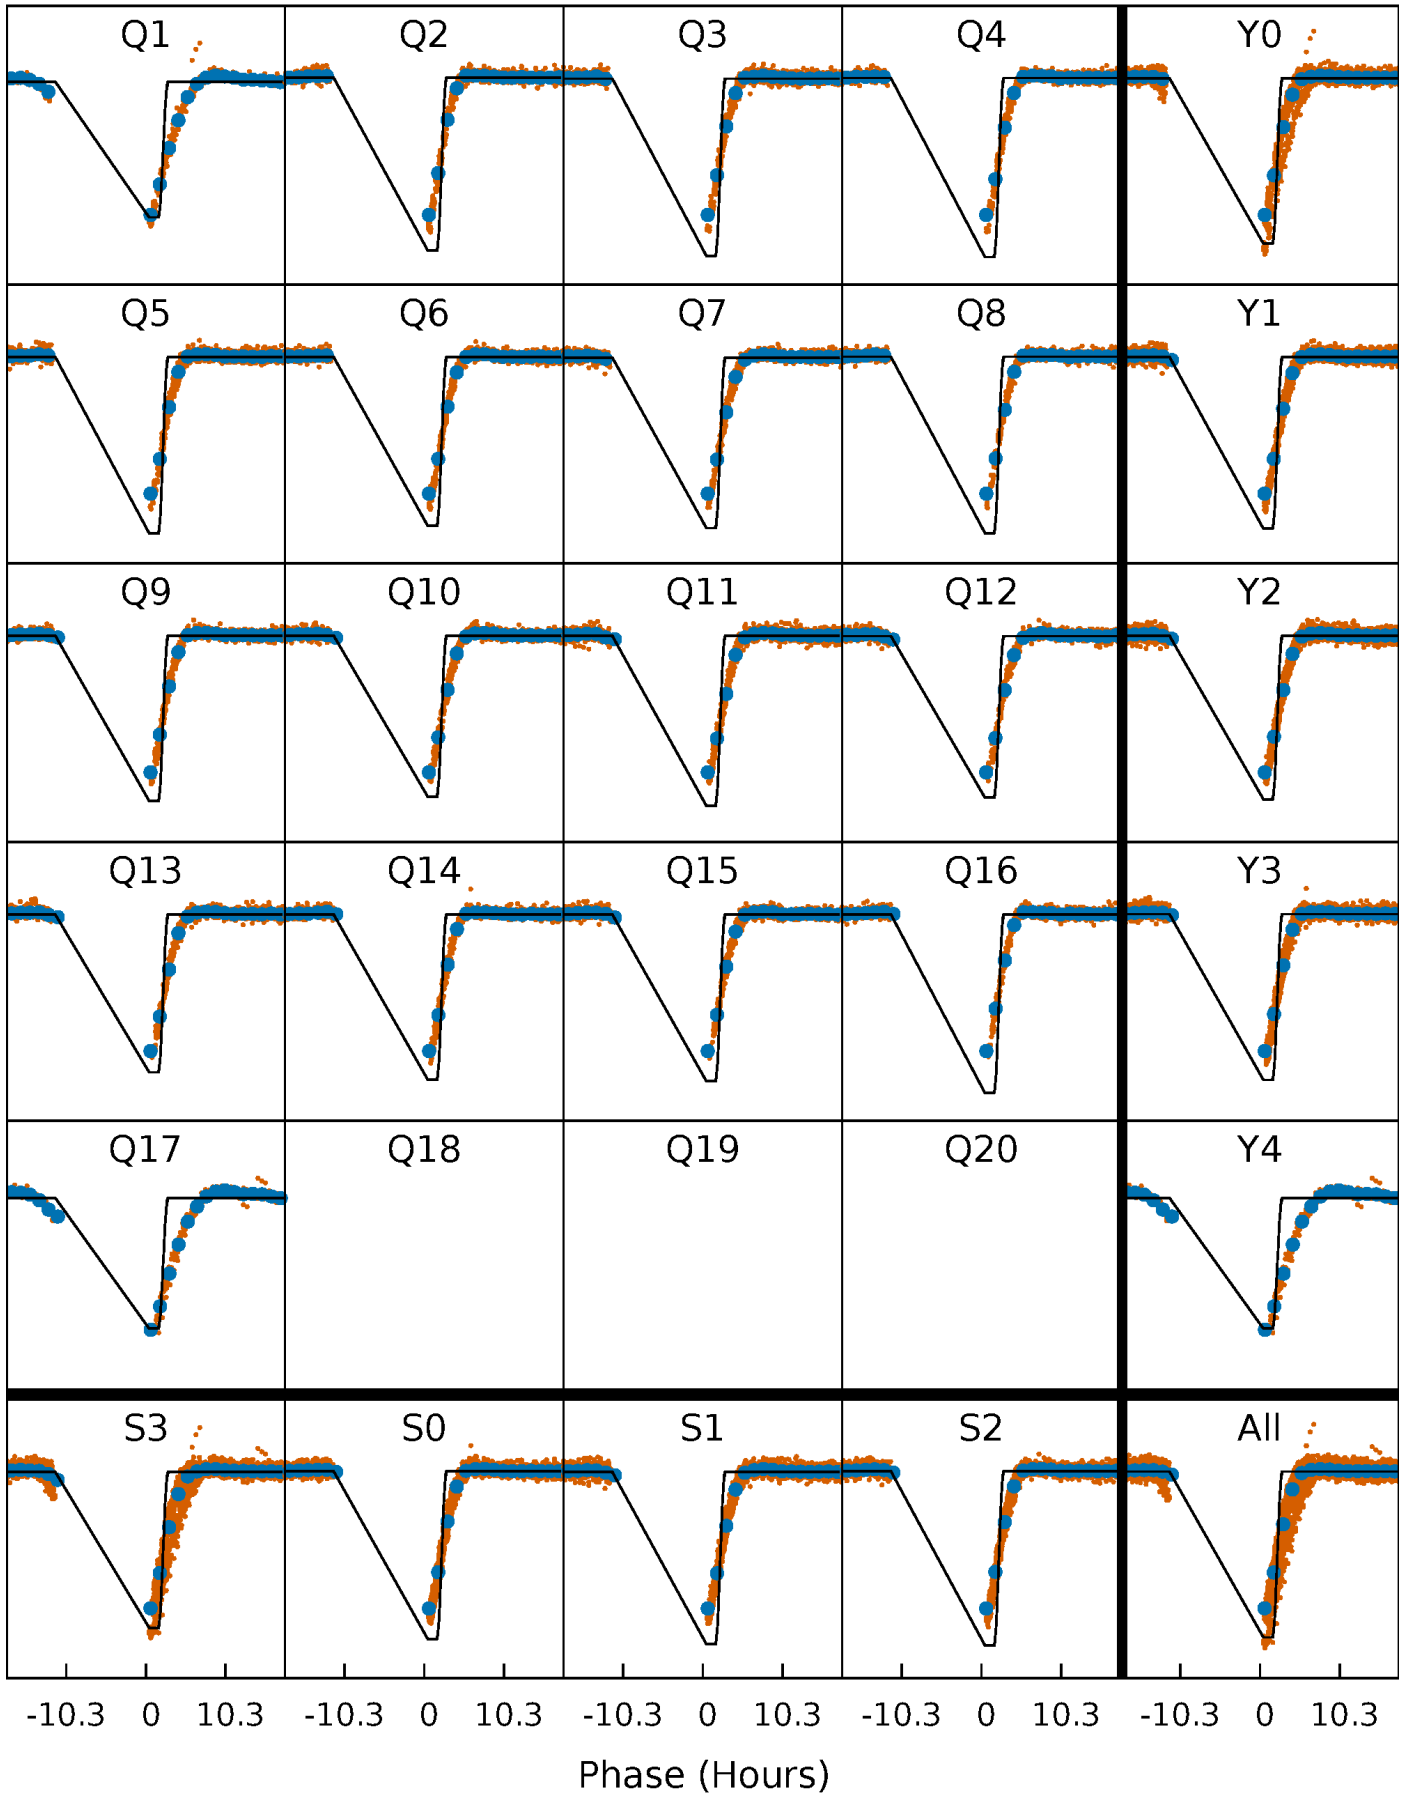 Q1 Q2 Q3 Q4 Y0
Q5 Q6 Q7 Q8 Y1
Q9 Q10 Q11 Q12 Y2
Q13 Q14 Q15 Q16 Y3
Q17 Q18 Q19 Q20 Y4
S3 S0 S1 S2 All
-10.3 0 10.3 -10.3 0 10.3 -10.3 0 10.3 -10.3 0 10.3 -10.3 0 10.3
Phase (Hours)